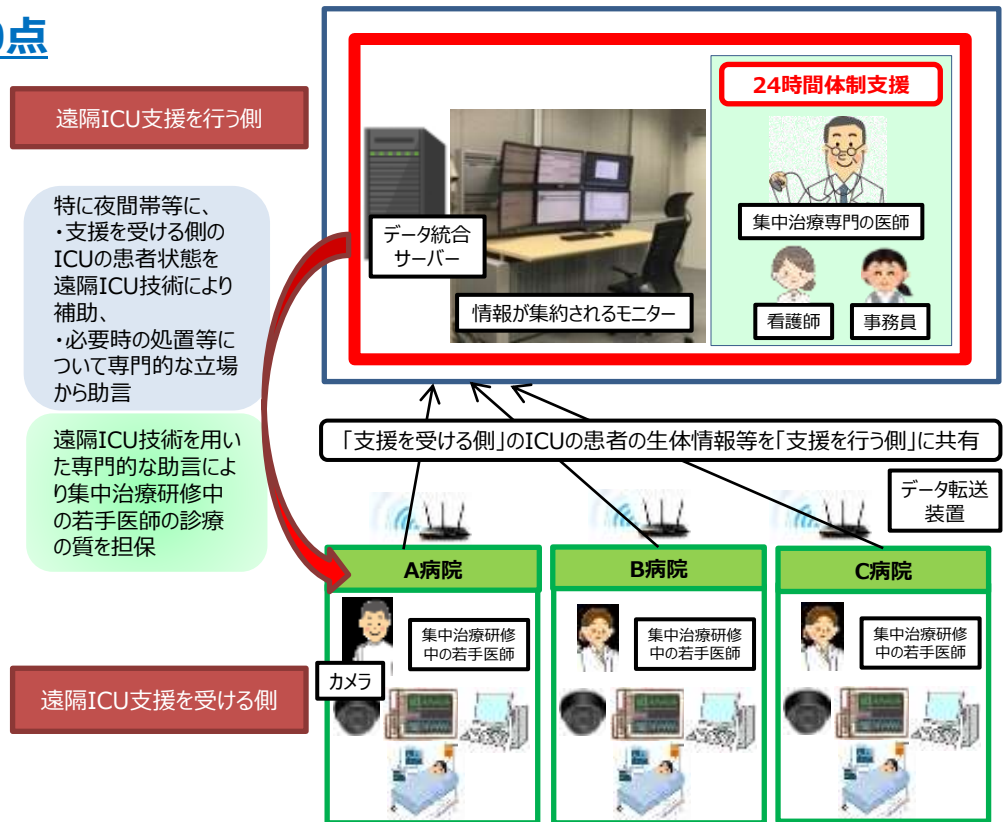 点
遠隔ICU支援を行う側
24時間体制支援
集中治療専門の医師
看護師
事務員
データ統合
サーバー
情報が集約されるモニター
特に夜間帯等に、
・支援を受ける側の
ICUの患者状態を
遠隔ICU技術により
補助、
・必要時の処置等に
ついて専門的な立場
から助言
遠隔ICU技術を用い
た専門的な助言によ
り集中治療研修中
の若手医師の診療
の質を担保
「支援を受ける側」のICUの患者の生体情報等を「支援を行う側」に共有
データ転送
装置
A病院
B病院
C病院
集中治療研修
中の若手医師
集中治療研修
中の若手医師
集中治療研修
中の若手医師
カメラ
遠隔ICU支援を受ける側